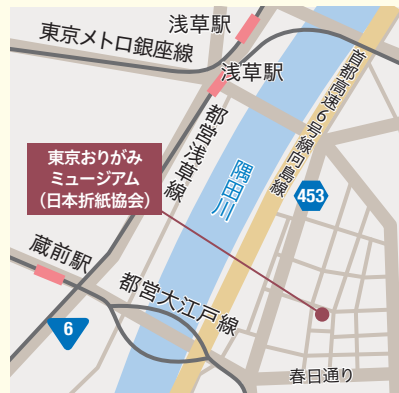 浅草駅
東京メトロ銀座線
浅草駅
首都高速6号線向島線
都営浅草線
東京おりがみ
ミュージアム
（日本折紙協会）
隅田川
453
蔵前駅
都営大江戸線
6
春日通り